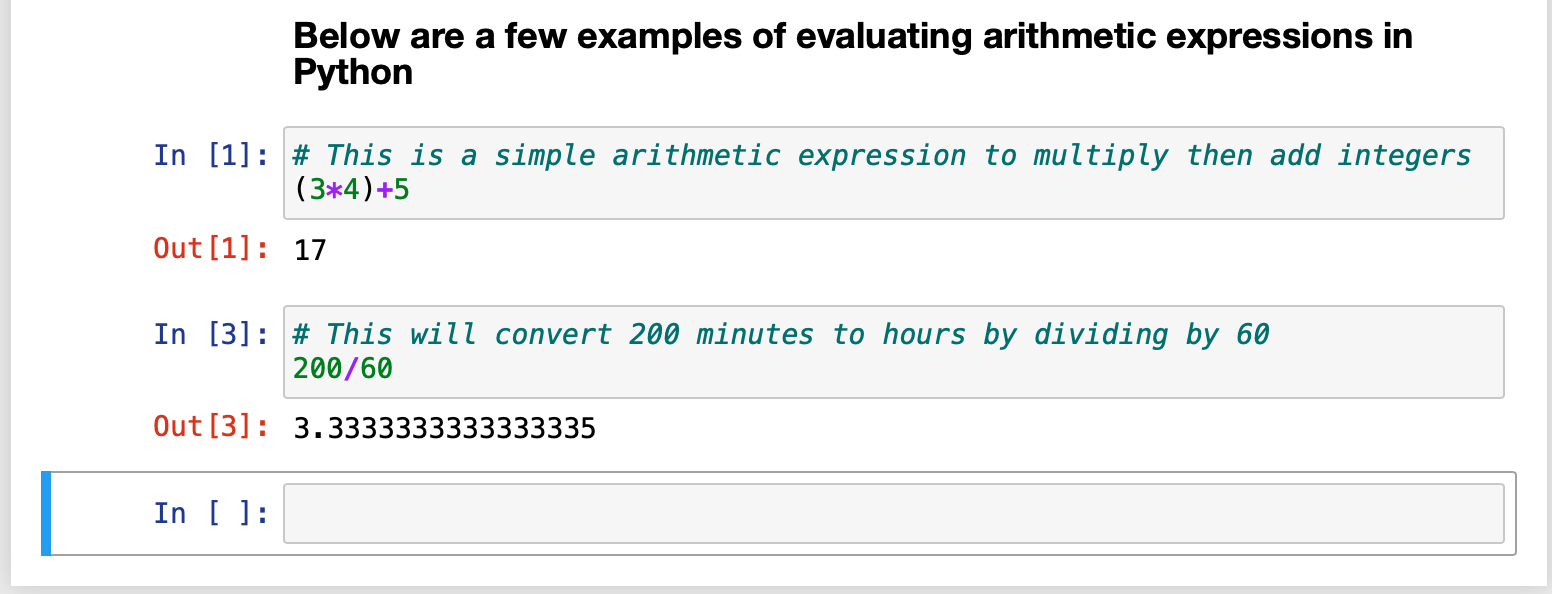 Below are a few examples of evaluating arithmetic expressions in
Python
In [1]: # This is a simple arithmetic expression to multiply then add integers
(3*4)+5
Out[1]: 17
In [3]: # This will convert 200 minutes to hours by dividing by 60
200/60
Out[3]: 3.3333333333333335
In [ ]: